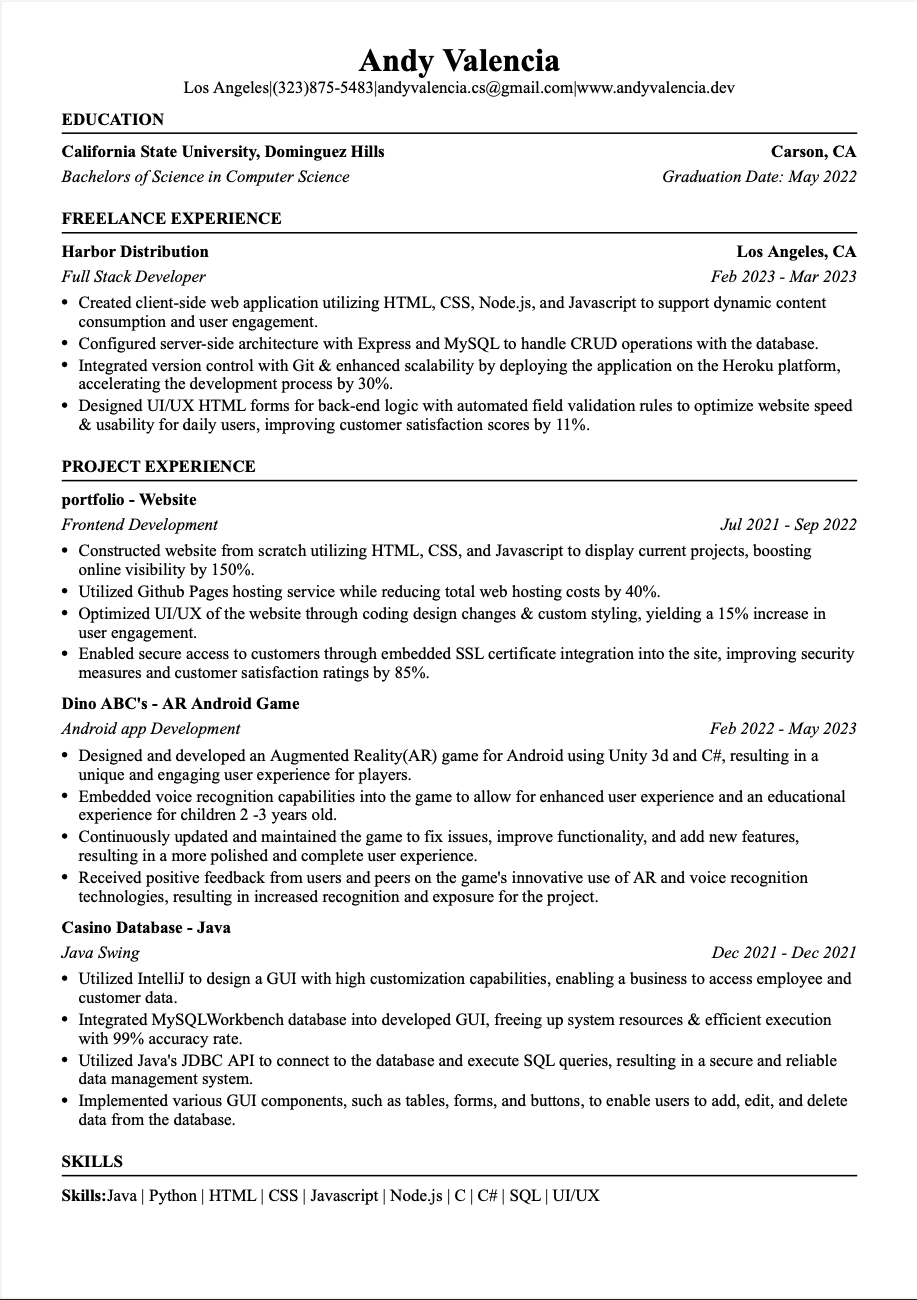 Andy Valencia
Los Angeles|(323)875-5483|andyvalencia.cs@gmail.com|www.andyvalencia.dev
EDUCATION
California State University, Dominguez Hills Carson, CA
Bachelors of Science in Computer Science Graduation Date: May 2022
FREELANCE EXPERIENCE
Harbor Distribution Los Angeles, CA
Full Stack Developer Feb 2023 - Mar 2023
• Created client-side web application utilizing HTML, CSS, Node.js, and Javascript to support dynamic content
consumption and user engagement.
• Configured server-side architecture with Express and MySQL to handle CRUD operations with the database.
• Integrated version control with Git & enhanced scalability by deploying the application on the Heroku platform,
accelerating the development process by 30%.
• Designed UI/UX HTML forms for back-end logic with automated field validation rules to optimize website speed
& usability for daily users, improving customer satisfaction scores by 11%.
PROJECT EXPERIENCE
portfolio - Website
Frontend Development Jul 2021 - Sep 2022
• Constructed website from scratch utilizing HTML, CSS, and Javascript to display current projects, boosting
online visibility by 150%.
• Utilized Github Pages hosting service while reducing total web hosting costs by 40%.
• Optimized UI/UX of the website through coding design changes & custom styling, yielding a 15% increase in
user engagement.
• Enabled secure access to customers through embedded SSL certificate integration into the site, improving security
measures and customer satisfaction ratings by 85%.
Dino ABC's - AR Android Game
Android app Development Feb 2022 - May 2023
• Designed and developed an Augmented Reality(AR) game for Android using Unity 3d and C#, resulting in a
unique and engaging user experience for players.
• Embedded voice recognition capabilities into the game to allow for enhanced user experience and an educational
experience for children 2 -3 years old.
• Continuously updated and maintained the game to fix issues, improve functionality, and add new features,
resulting in a more polished and complete user experience.
• Received positive feedback from users and peers on the game's innovative use of AR and voice recognition
technologies, resulting in increased recognition and exposure for the project.
Casino Database - Java
Java Swing Dec 2021 - Dec 2021
• Utilized IntelliJ to design a GUI with high customization capabilities, enabling a business to access employee and
customer data.
• Integrated MySQLWorkbench database into developed GUI, freeing up system resources & efficient execution
with 99% accuracy rate.
• Utilized Java's JDBC API to connect to the database and execute SQL queries, resulting in a secure and reliable
data management system.
• Implemented various GUI components, such as tables, forms, and buttons, to enable users to add, edit, and delete
data from the database.
SKILLS
Skills:Java | Python | HTML | CSS | Javascript | Node.js | C | C# | SQL | UI/UX